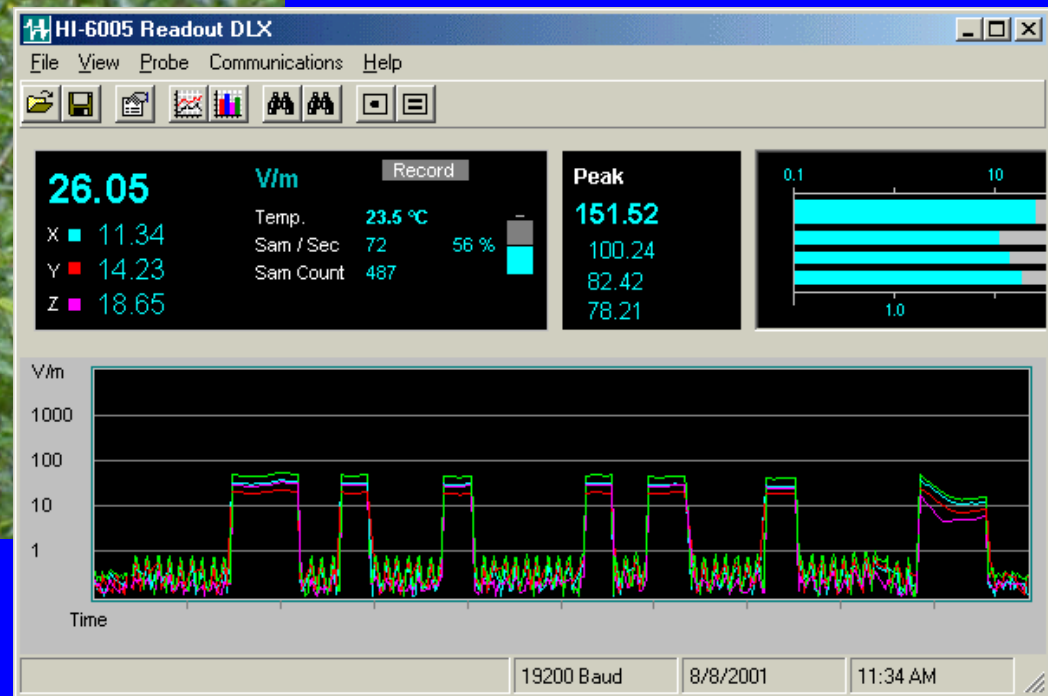 HI-6005 Readout DLX
File View Probe Communications Help
26.05
X 11.34
Y 14.23
Z 18.65
V/m
Record
Temp. 23.5 °C
Sam / Sec 72 56 %
Sam Count 487
Peak
151.52
100.24
82.42
78.21
0.1 10
1.0
V/m
1000
100
10
1
Time
19200 Baud 8/8/2001 11:34 AM